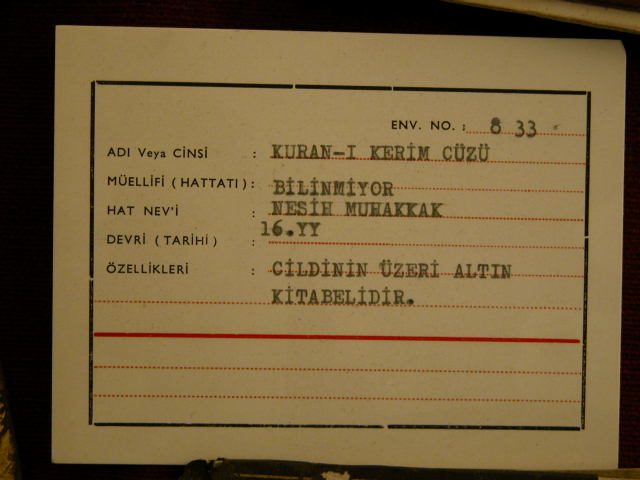 ENV. NO. : 8 33
ADI Veya CİNSİ : KURAN-I KERİM CÜZÜ
MÜELLİFİ ( HATTATI ) : BİLİNMİYOR
HAT NEV'İ : NESİH MUHAKKAK
DEVRİ ( TARİHİ ) : 16.YY
ÖZELLİKLERİ : CİLDİNİN ÜZERİ ALTIN
KİTABELİDİR.